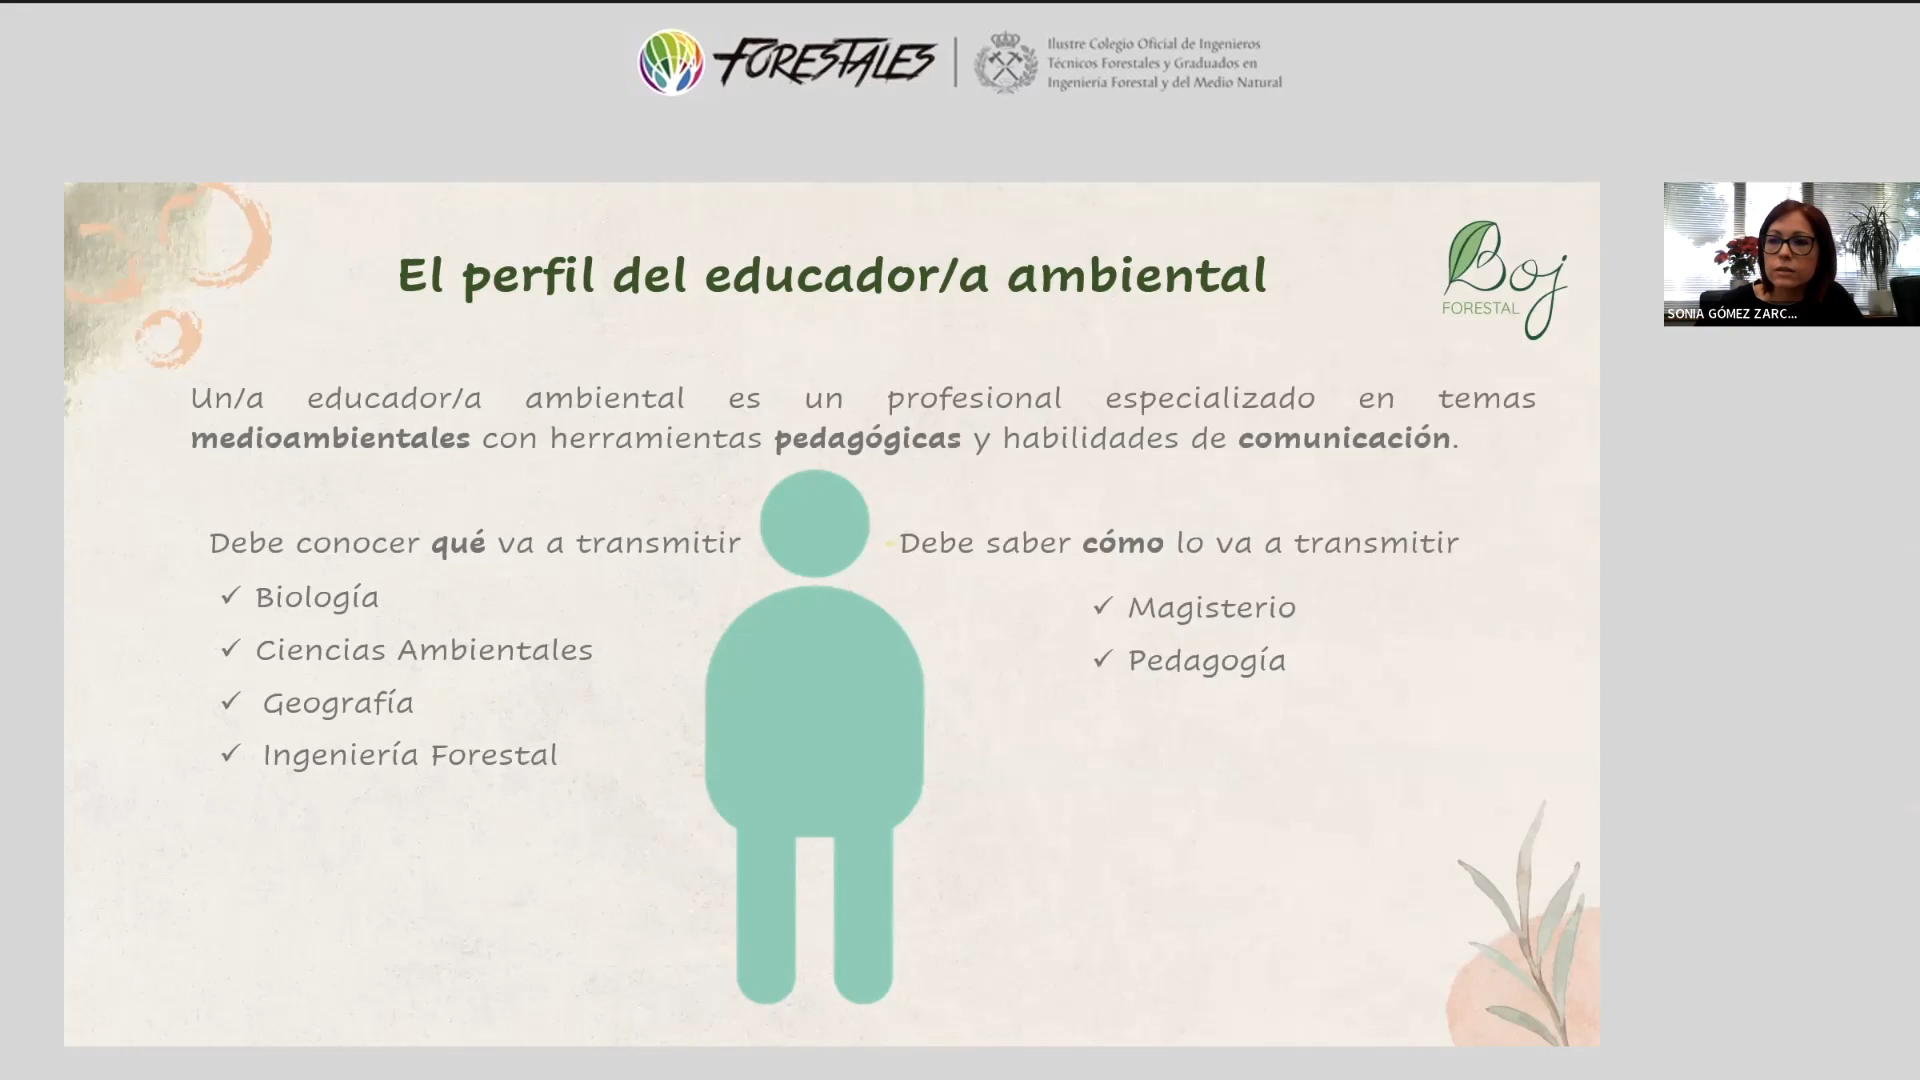 FORESTALES
Ilustre Colegio Oficial de Ingenieros
Técnicos Forestales y Graduados en
Ingeniería Forestal y del Medio Natural
El perfil del educador/a ambiental
Boj
FORESTAL
SONIA GÓMEZ ZARC...
Un/a educador/a ambiental es un profesional especializado en temas
medioambientales con herramientas pedagógicas y habilidades de comunicación.
Debe conocer qué va a transmitir
✓ Biología
✓ Ciencias Ambientales
✓ Geografía
✓ Ingeniería Forestal
Debe saber cómo lo va a transmitir
✓ Magisterio
✓ Pedagogía